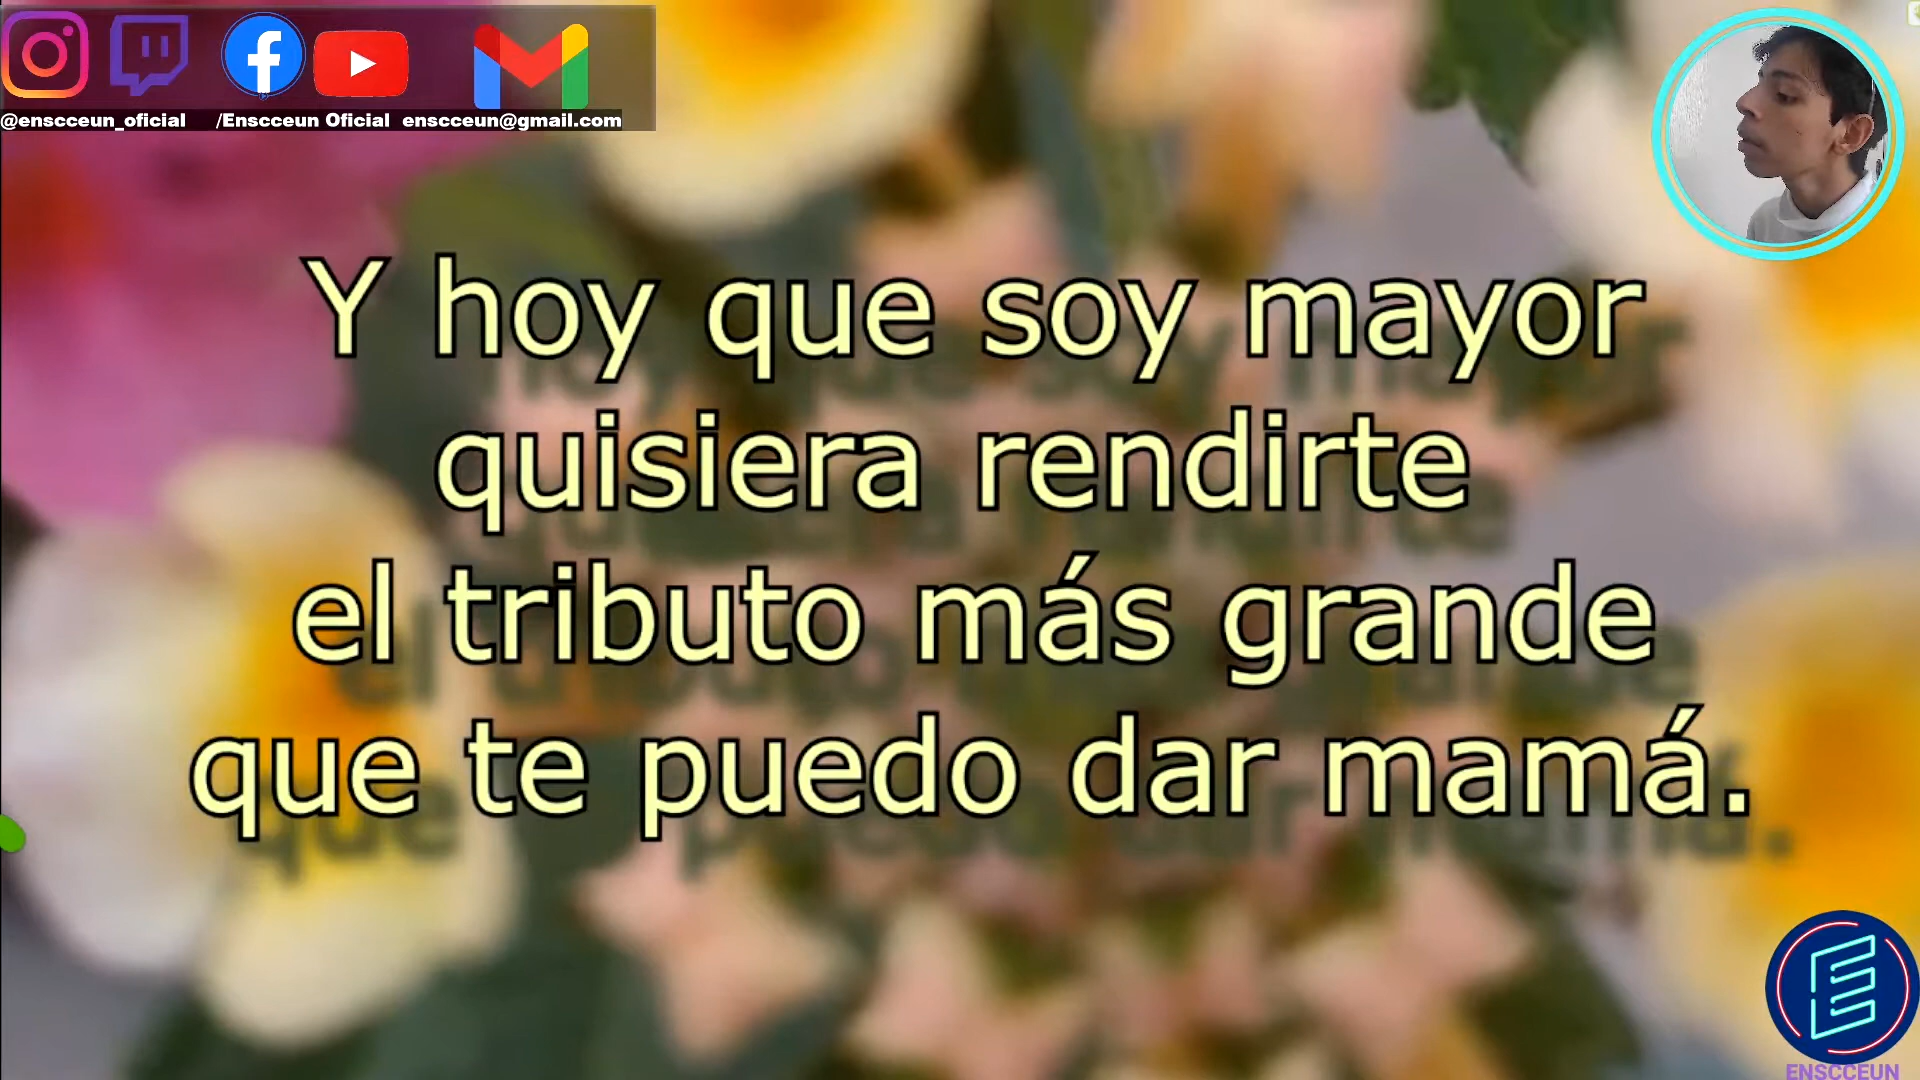 @enscceun_oficial /Enscceun Oficial enscceun@gmail.com
Y hoy que soy mayor
quisiera rendirte
el tributo más grande
que te puedo dar mamá.
ENSCCEUN